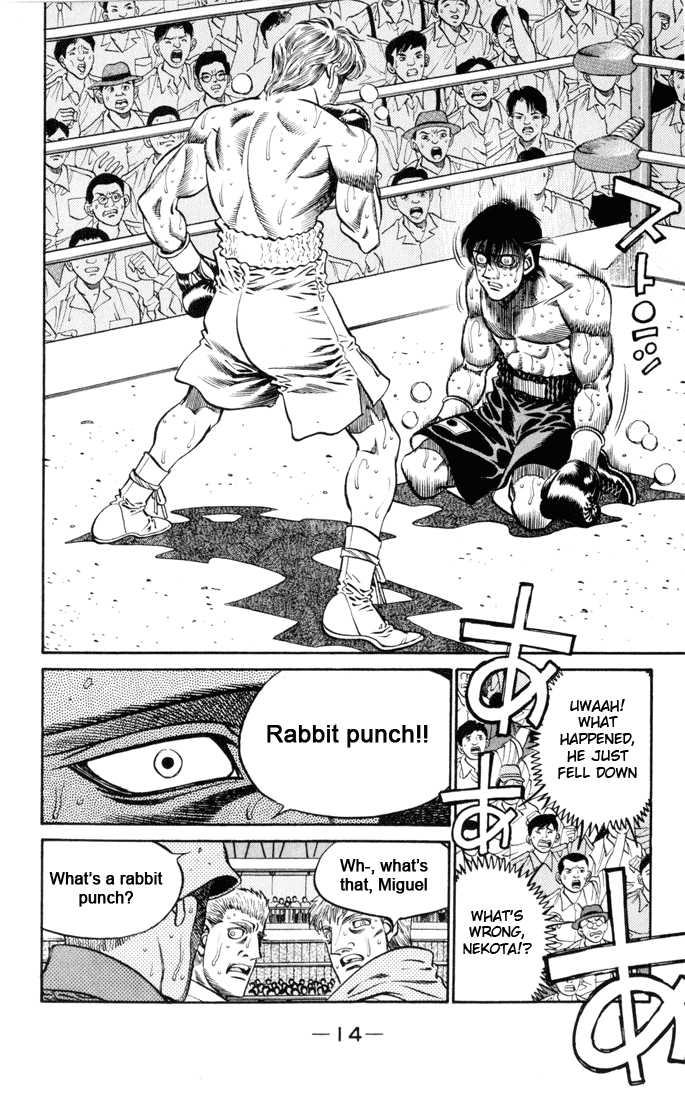 スト
あ
UWAAH!
WHAT
HAPPENED,
HE JUST
FELL DOWN
あ
WHAT'S
WRONG,
NEKOTA!?
あ
Rabbit punch!!
Wh-, what's
that, Miguel
What's a rabbit
punch?
—14—